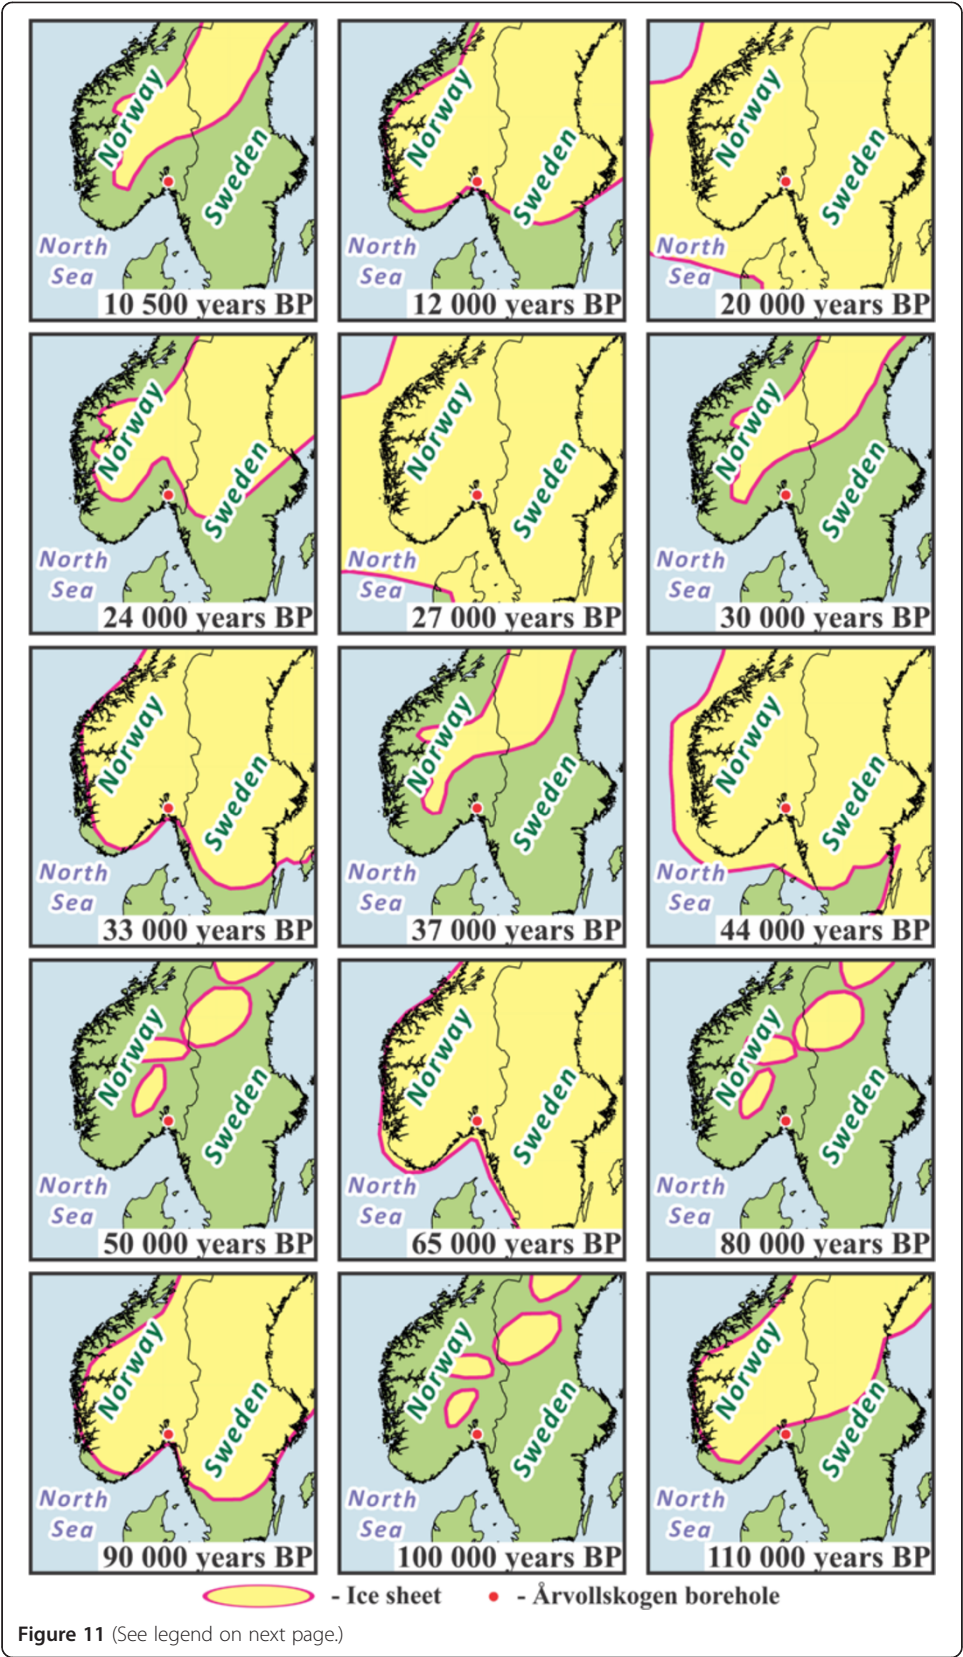 Norway
Sweden
North
Sea
10 500 years BP
Norway
Sweden
North
Sea
12 000 years BP
Norway
Sweden
North
Sea
20 000 years BP
Norway
Sweden
North
Sea
24 000 years BP
Norway
Sweden
North
Sea
27 000 years BP
Norway
Sweden
North
Sea
30 000 years BP
Norway
Sweden
North
Sea
33 000 years BP
Norway
Sweden
North
Sea
37 000 years BP
Norway
Sweden
North
Sea
44 000 years BP
Norway
Sweden
North
Sea
50 000 years BP
Norway
Sweden
North
Sea
65 000 years BP
Norway
Sweden
North
Sea
80 000 years BP
Norway
Sweden
North
Sea
90 000 years BP
Norway
Sweden
North
Sea
100 000 years BP
Norway
Sweden
North
Sea
110 000 years BP
- Ice sheet - Årvollskogen borehole
Figure 11 (See legend on next page.)